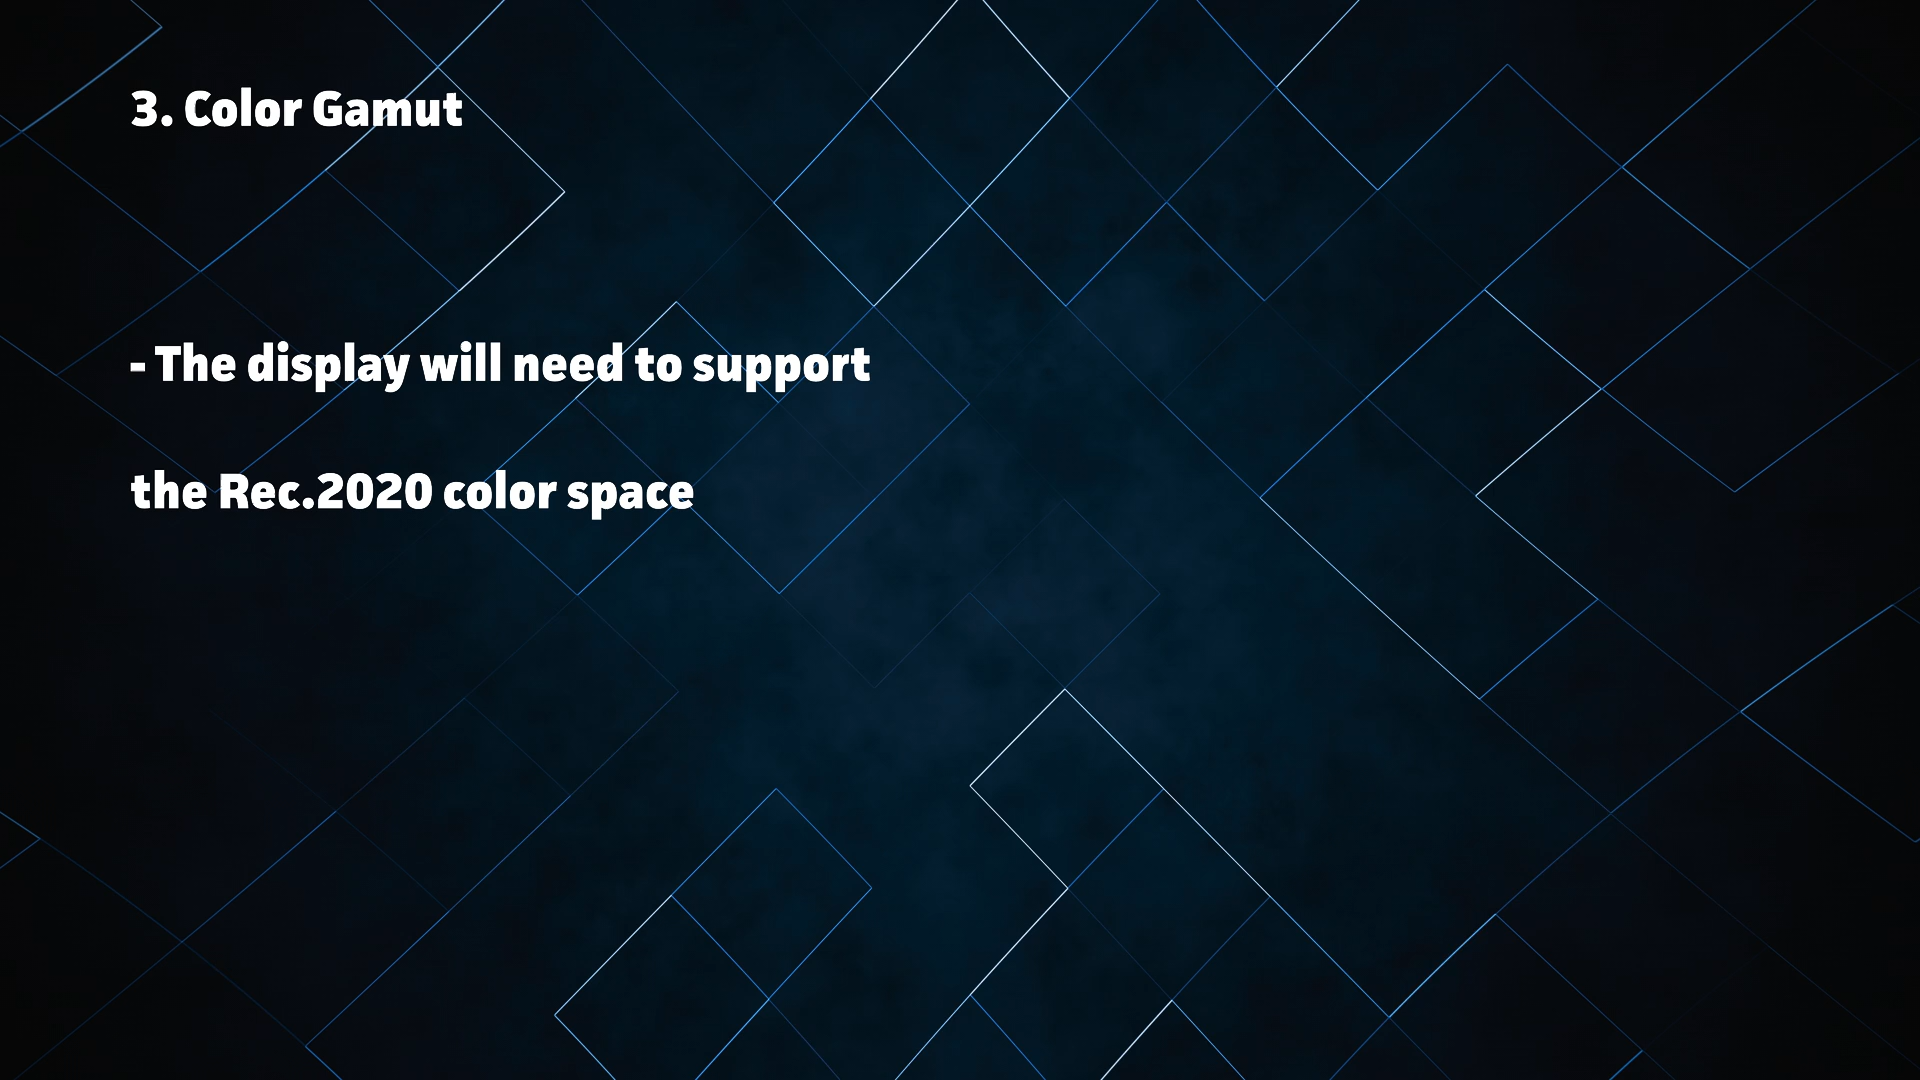 3. Color Gamut
- The display will need to support
the Rec.2020 color space